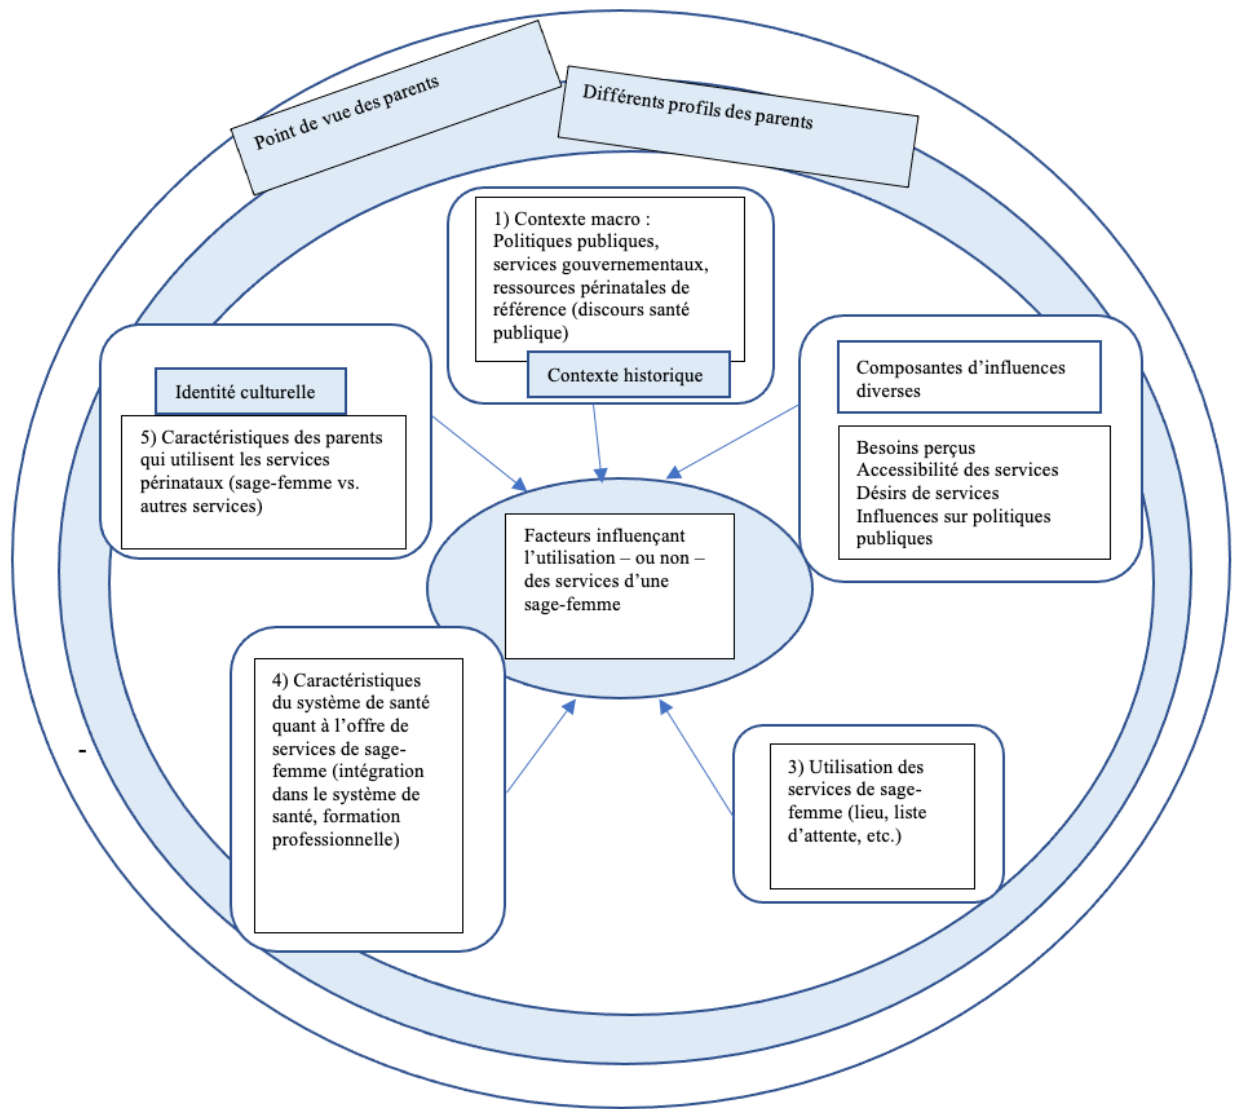 Point de vue des parents
Différents profils des parents
1) Contexte macro :
Politiques publiques,
services gouvernementaux,
ressources périnatales de
référence (discours santé
publique)
Contexte historique
Composantes d’influences
diverses
Besoins perçus
Accessibilité des services
Désirs de services
Influences sur politiques
publiques
Identité culturelle
5) Caractéristiques des parents
qui utilisent les services
périnataux (sage-femme vs.
autres services)
Facteurs influençant
l’utilisation – ou non –
des services d’une
sage-femme
4) Caractéristiques
du système de santé
quant à l’offre de
services de sage-
femme (intégration
dans le système de
santé, formation
professionnelle)
3) Utilisation des
services de sage-
femme (lieu, liste
d’attente, etc.)
-